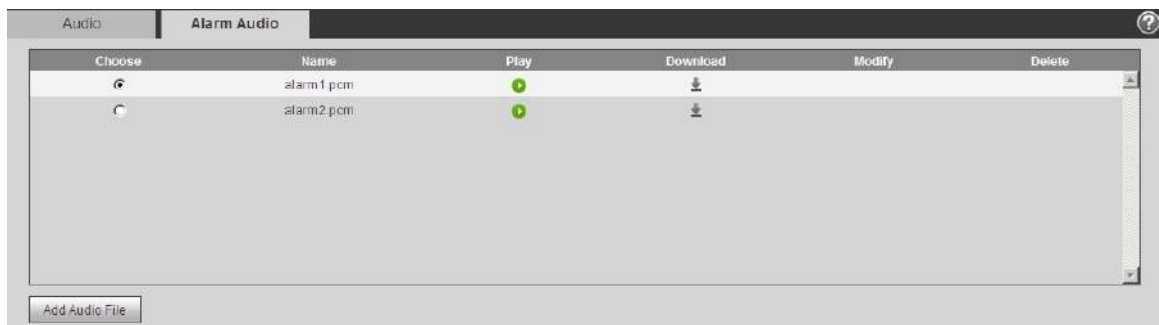 Audio Alarm Audio ?
Choose Name Play Download Modify Delete
alarm1.pcm
alarm2.pcm
Add Audio File